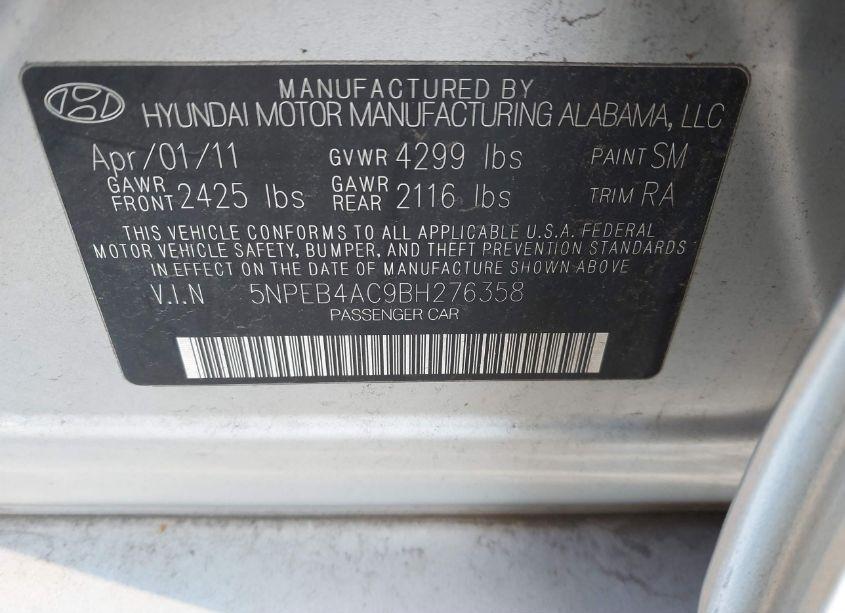 MANUFACTURED BY
HYUNDAI MOTOR MANUFACTURING ALABAMA, LLC
Apr/01/11 GVWR 4299 lbs PAINT SM
GAWR FRONT 2425 lbs GAWR REAR 2116 lbs TRIM RA
THIS VEHICLE CONFORMS TO ALL APPLICABLE U.S.A. FEDERAL
MOTOR VEHICLE SAFETY, BUMPER, AND THEFT PREVENTION STANDARDS
IN EFFECT ON THE DATE OF MANUFACTURE SHOWN ABOVE
V.I.N 5NPEB4AC9BH276358
PASSENGER CAR